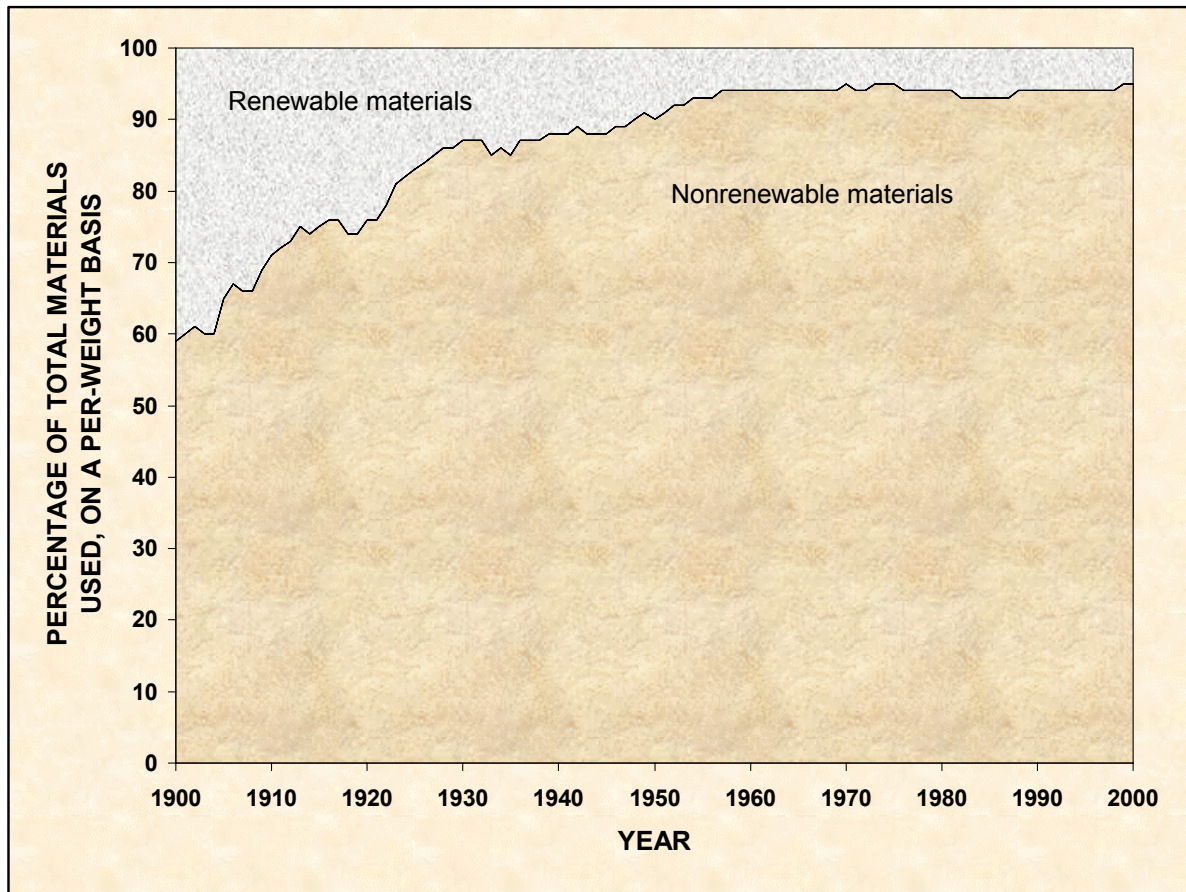 PERCENTAGE OF TOTAL MATERIALS
USED, ON A PER-WEIGHT BASIS
100
90
80
70
60
50
40
30
20
10
0
Renewable materials
Nonrenewable materials
1900 1910 1920 1930 1940 1950 1960 1970 1980 1990 2000
YEAR